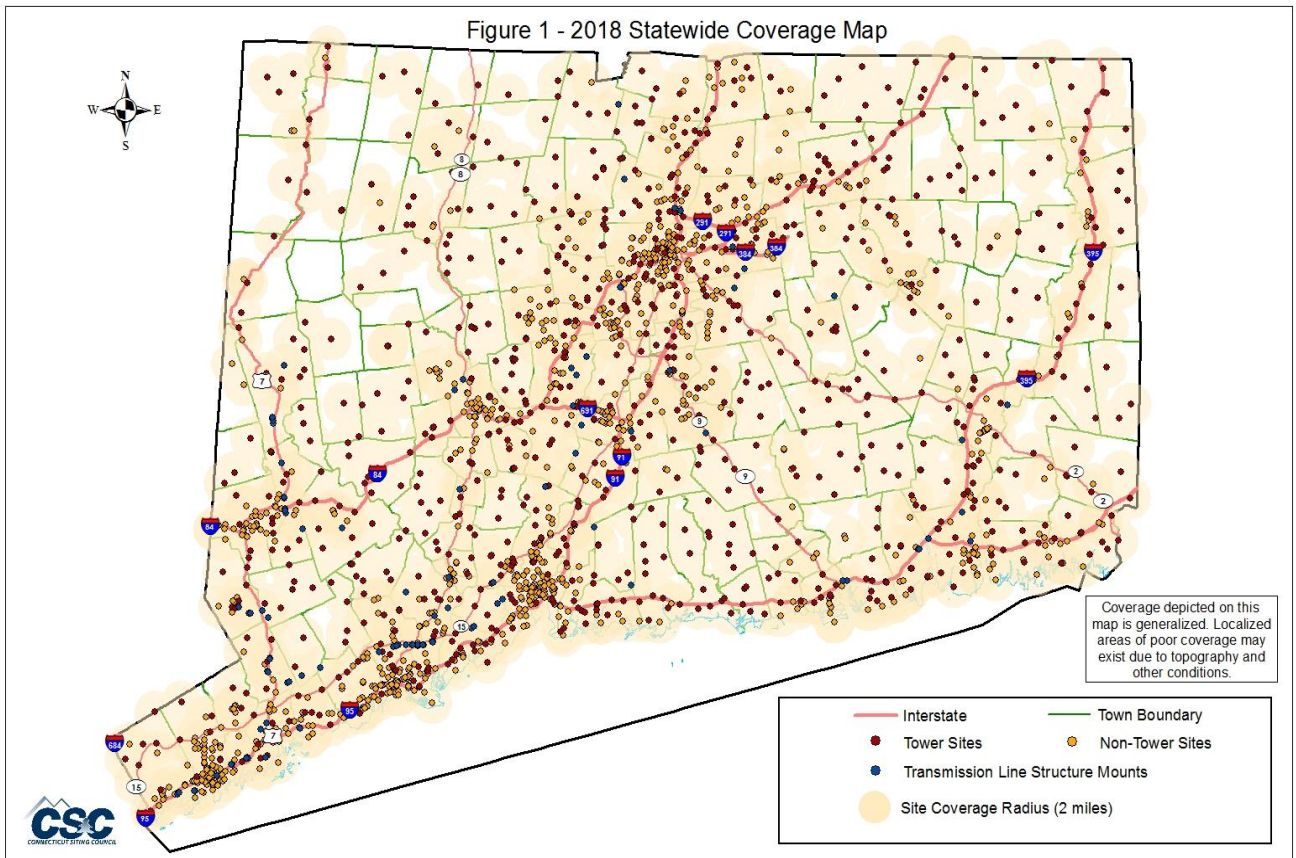 Figure 1 - 2018 Statewide Coverage Map
N
W
E
S
8
8
291
291
384
384
395
7
691
395
9
91
84
91
9
2
2
84
15
95
7
684
15
95
Coverage depicted on this
map is generalized. Localized
areas of poor coverage may
exist due to topography and
other conditions.
Interstate
Town Boundary
Tower Sites
Non-Tower Sites
Transmission Line Structure Mounts
Site Coverage Radius (2 miles)
CSC
CONNECTICUT SITING COUNCIL